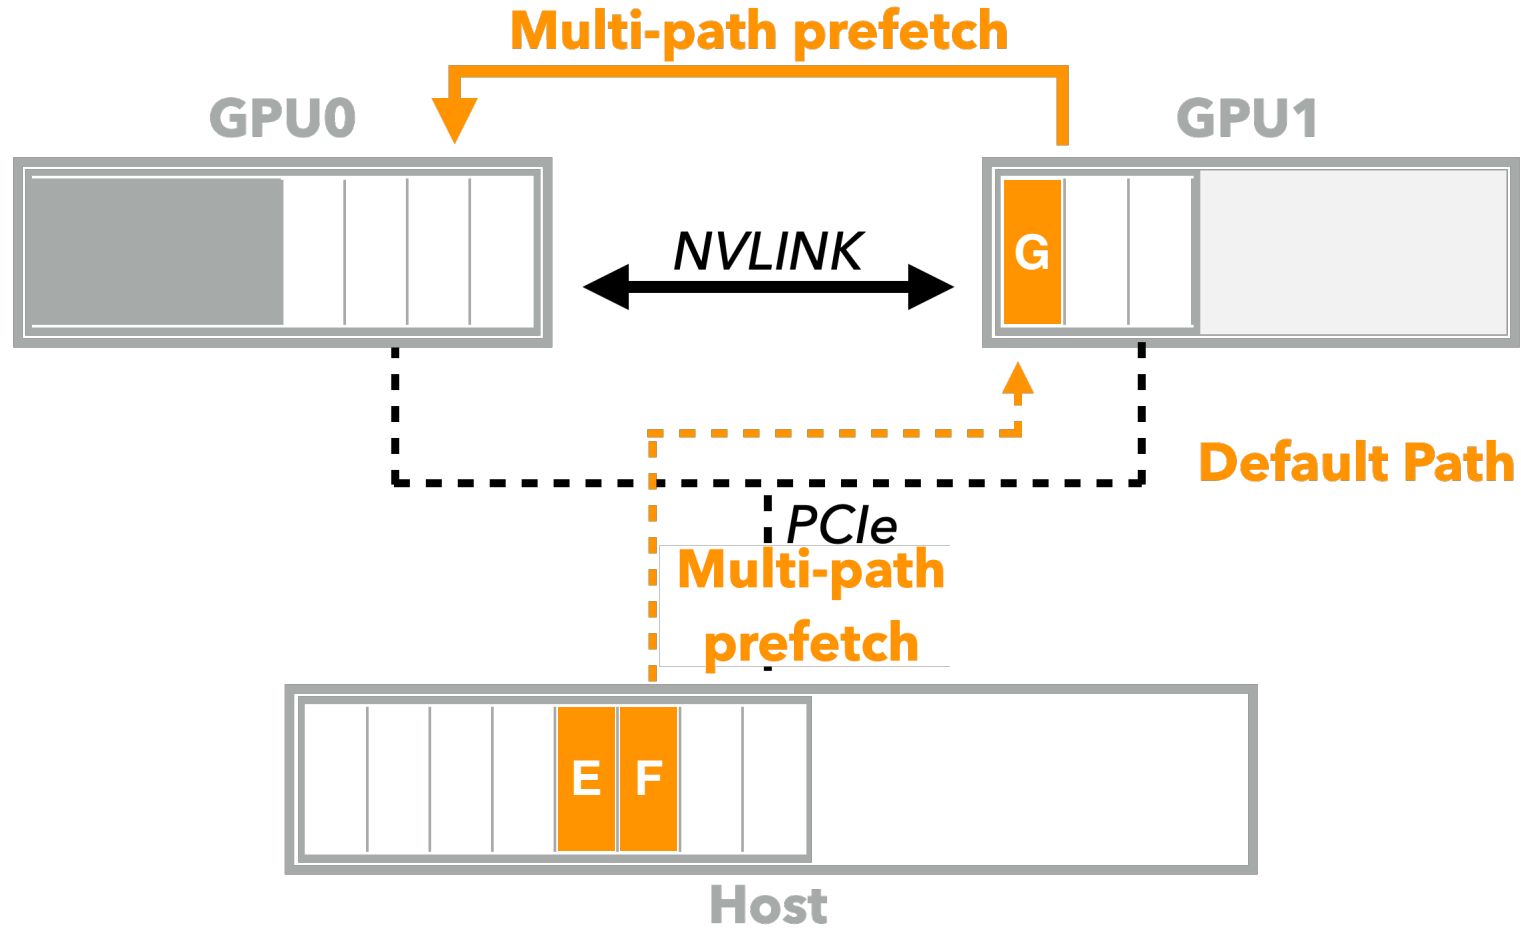 Multi-path prefetch
GPU0
GPU1
NVLINK
G
Default Path
PCIe
Multi-path
prefetch
E
F
Host